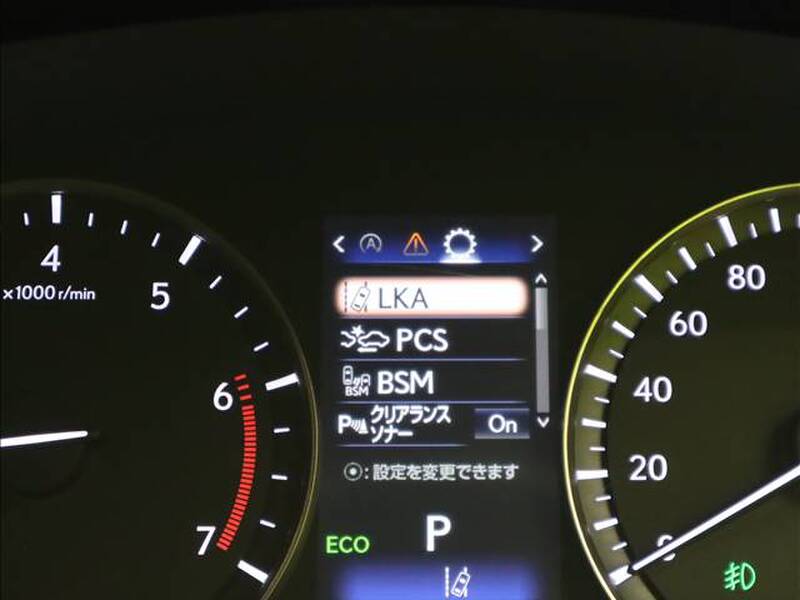 4
×1000 r/min
5
6
7
A
LKA
PCS
BSM
BSM
P
クリアランス
ソナー
On
:設定を変更できます
ECO
P
80
60
40
20
0